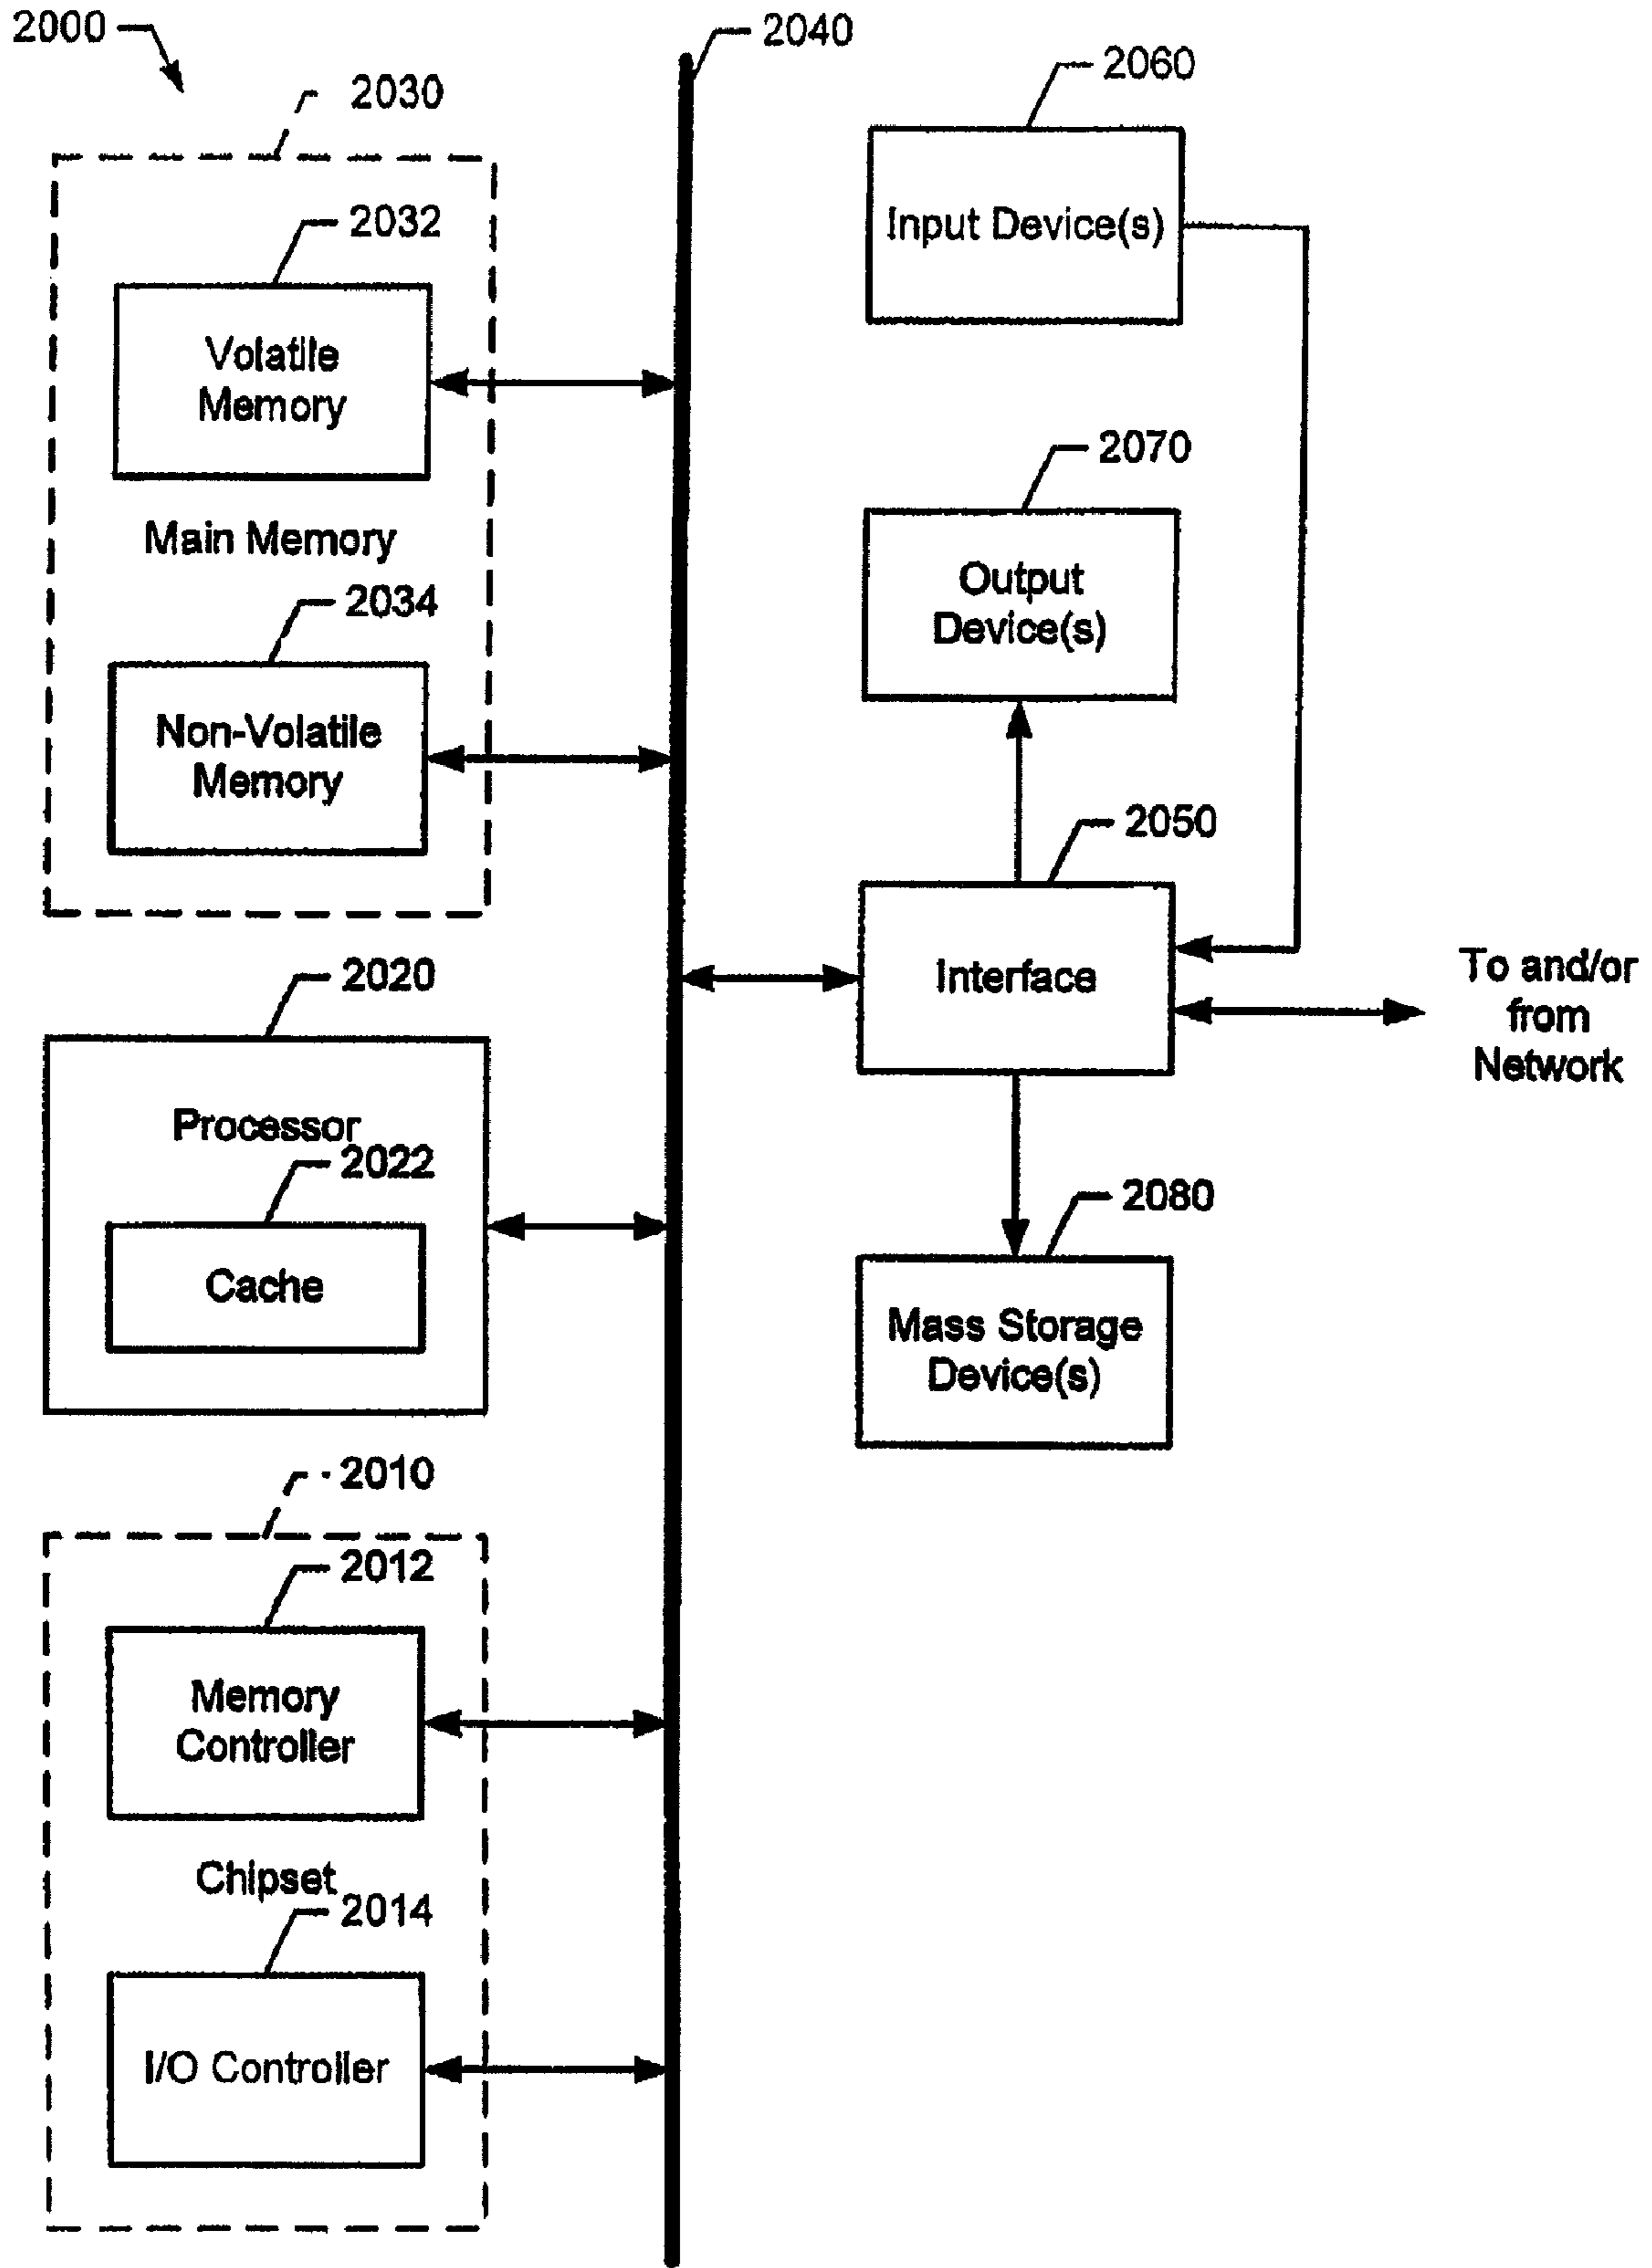 2000
2040
2060
2030
Input Device(s)
2032
Volatile
Memory
2070
Main Memory
Output
Device(s)
2034
Non-Volatile
Memory
2050
Interface
To and/or
from
Network
2020
Processor
2022
Cache
2080
Mass Storage
Device(s)
2010
2012
Memory
Controller
Chipset
2014
I/O Controller